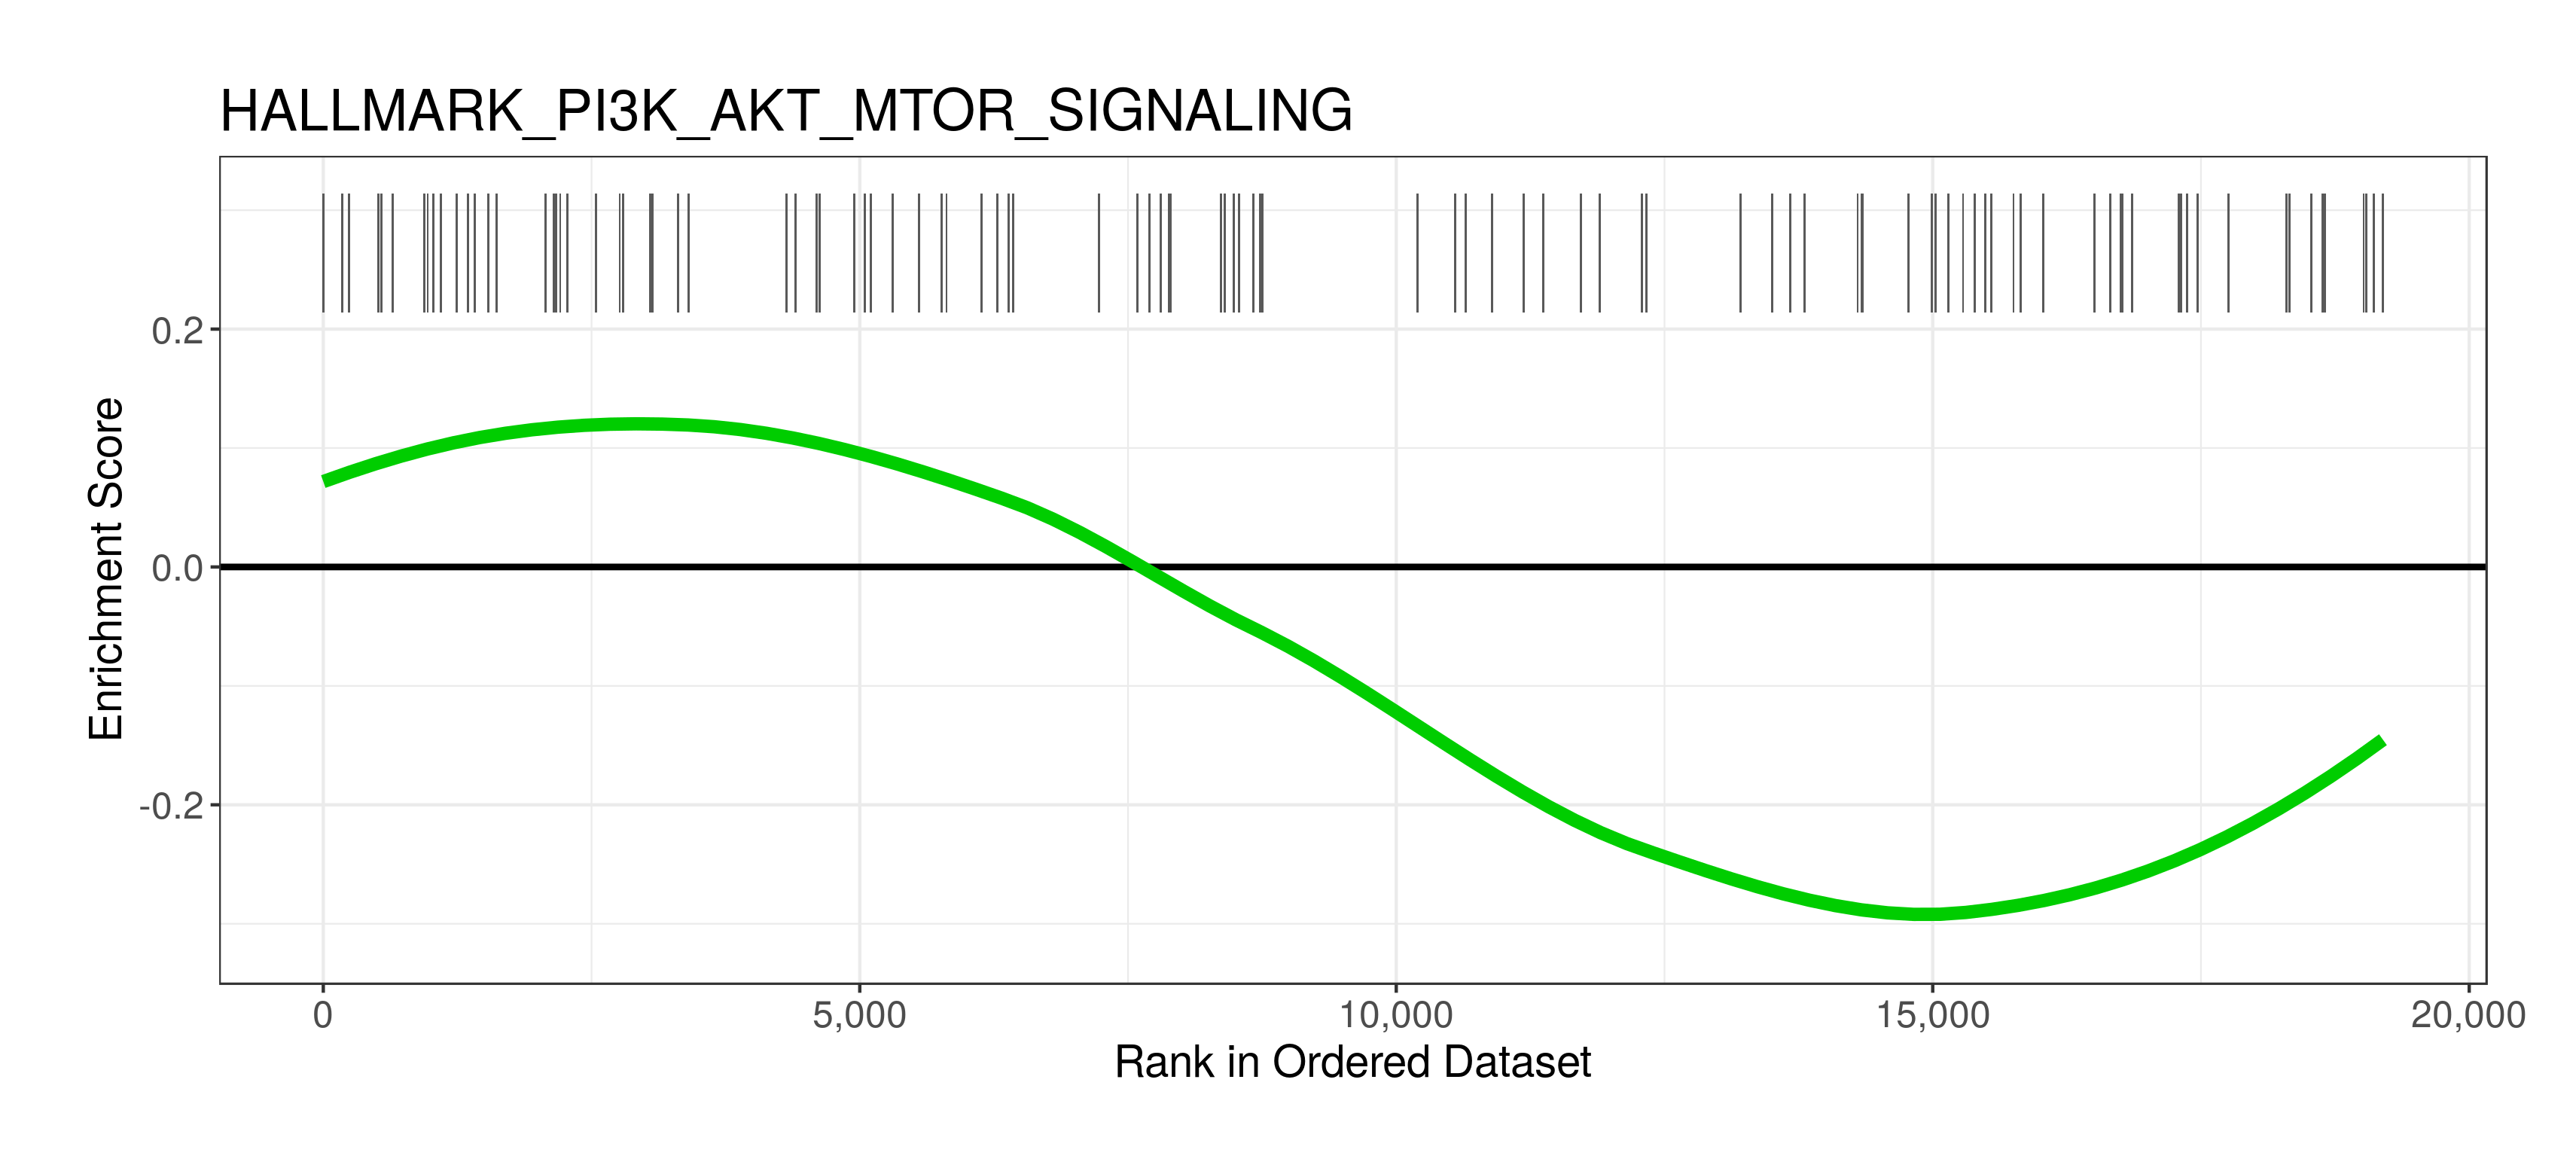 HALLMARK_PI3K_AKT_MTOR_SIGNALING
0.2
0.0
-0.2
Enrichment Score
0 5,000 10,000 15,000 20,000
Rank in Ordered Dataset